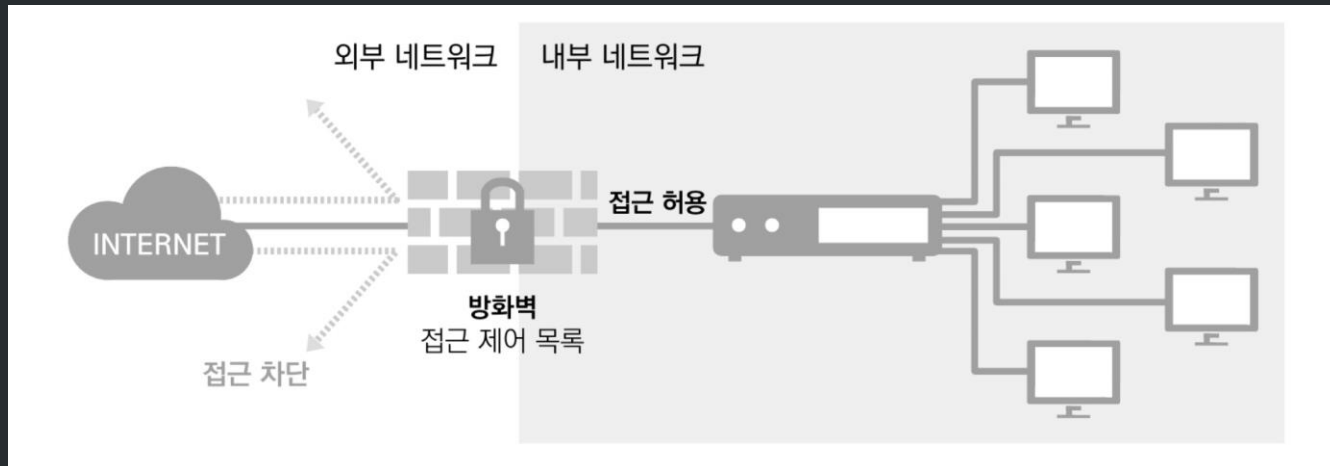 외부 네트워크
내부 네트워크
INTERNET
접근 허용
방화벽
접근 제어 목록
접근 차단